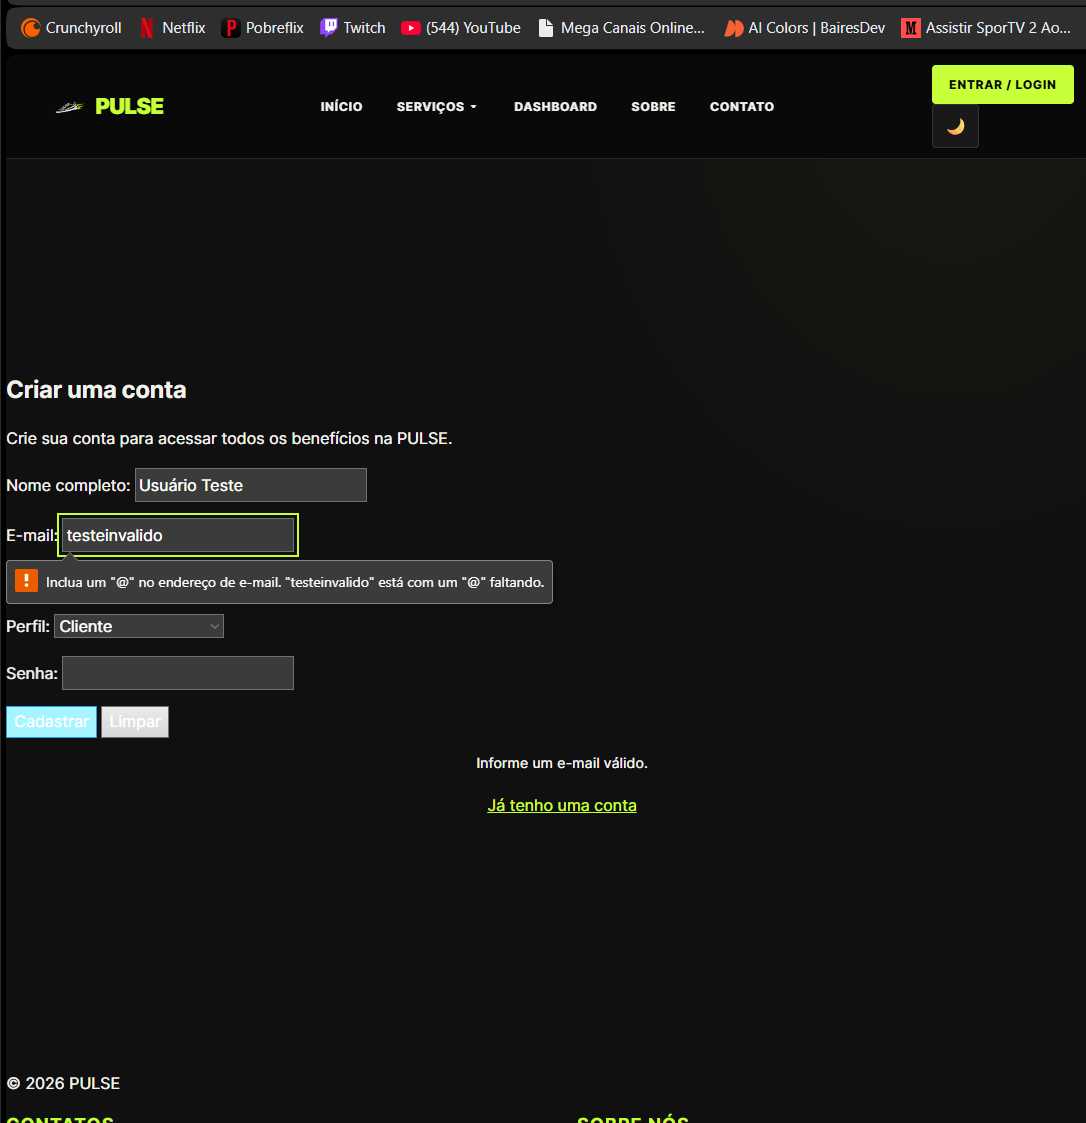 Crunchyroll Netflix Pobreflix Twitch (544) YouTube Mega Canais Online... AI Colors | BairesDev Assistir SporTV 2 Ao...
PULSE INÍCIO SERVIÇOS DASHBOARD SOBRE CONTATO ENTRAR / LOGIN
Criar uma conta
Crie sua conta para acessar todos os benefícios na PULSE.
Nome completo: Usuário Teste
E-mail: testeinvalido
! Inclua um "@" no endereço de e-mail. "testeinvalido" está com um "@" faltando.
Perfil: Cliente
Senha:
Cadastrar Limpar
Informe um e-mail válido.
Já tenho uma conta
© 2026 PULSE
CONTATOS SOBRE NÓS